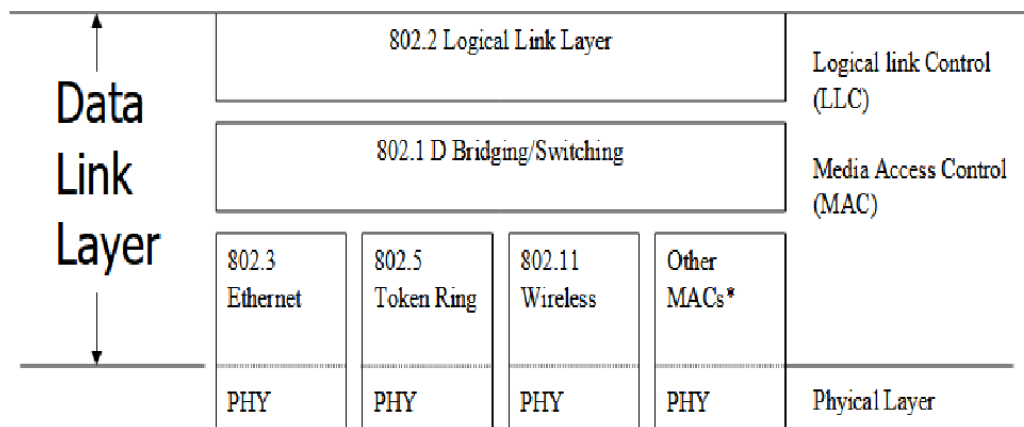 802.2 Logical Link Layer
Logical link Control
(LLC)
Data
Link
Layer
802.1 D Bridging/Switching
Media Access Control
(MAC)
802.3
Ethernet
802.5
Token Ring
802.11
Wireless
Other
MACs*
PHY
PHY
PHY
PHY
Phyical Layer